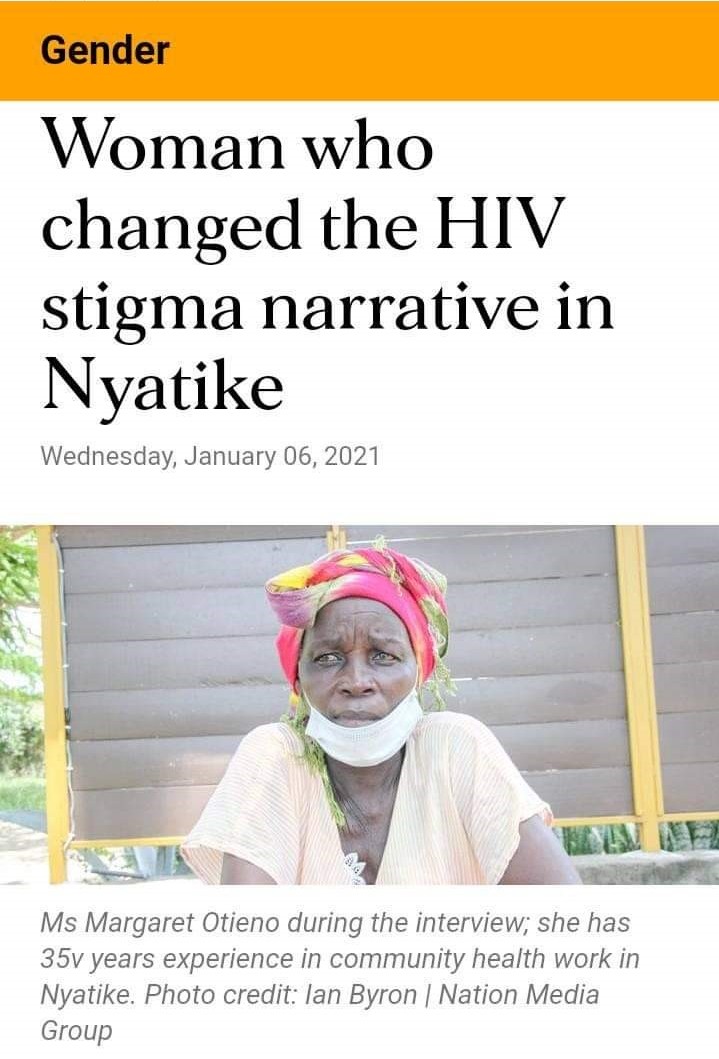 Gender
Woman who
changed the HIV
stigma narrative in
Nyatike
Wednesday, January 06, 2021
Ms Margaret Otieno during the interview; she has
35v years experience in community health work in
Nyatike. Photo credit: Ian Byron | Nation Media
Group